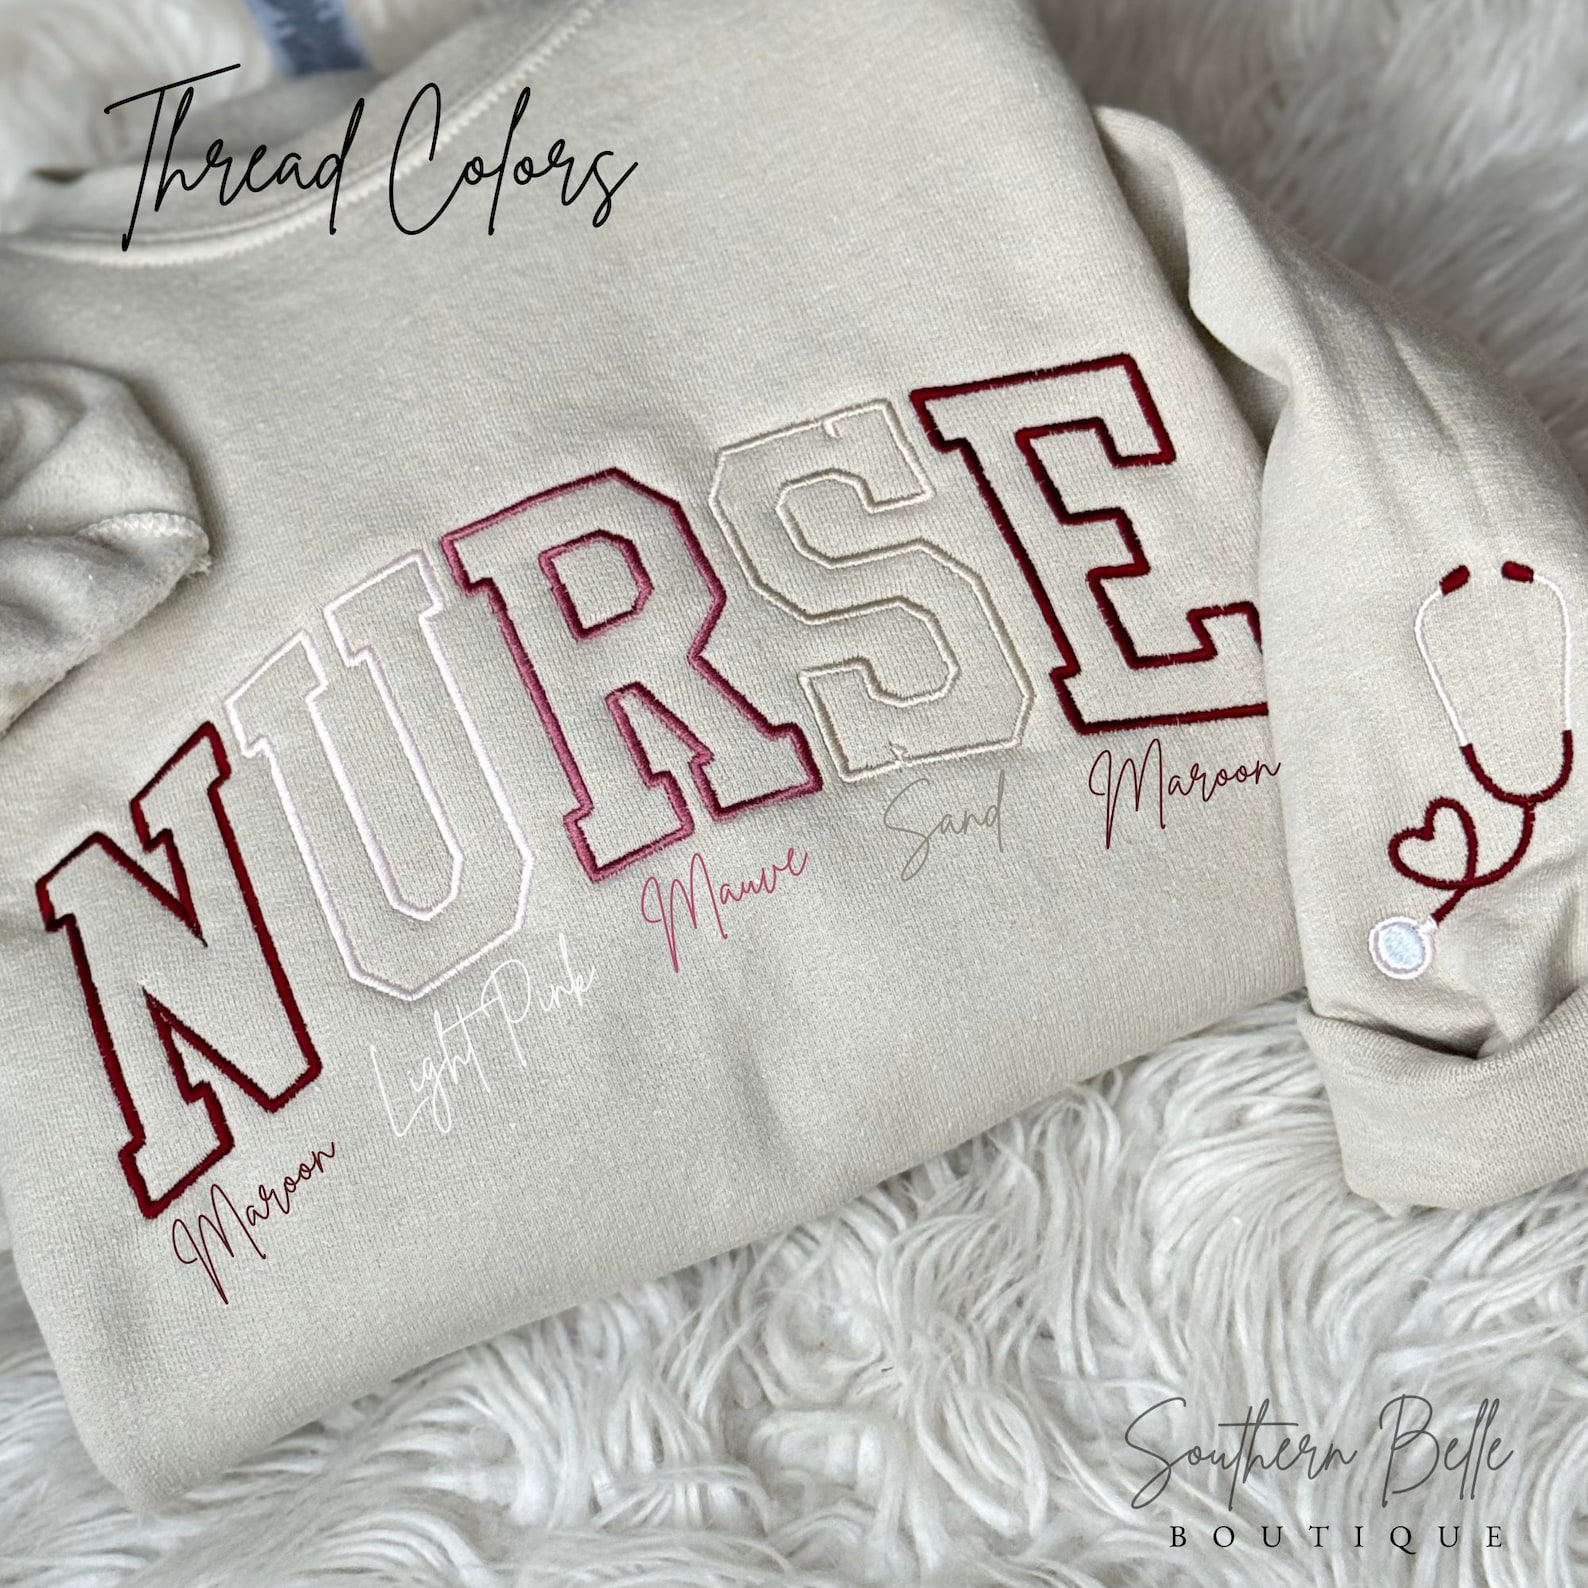 Thread Colors
NURSE
Maroon
Light Pink
Mauve
Sand
Maroon
Southern Belle
BOUTIQUE